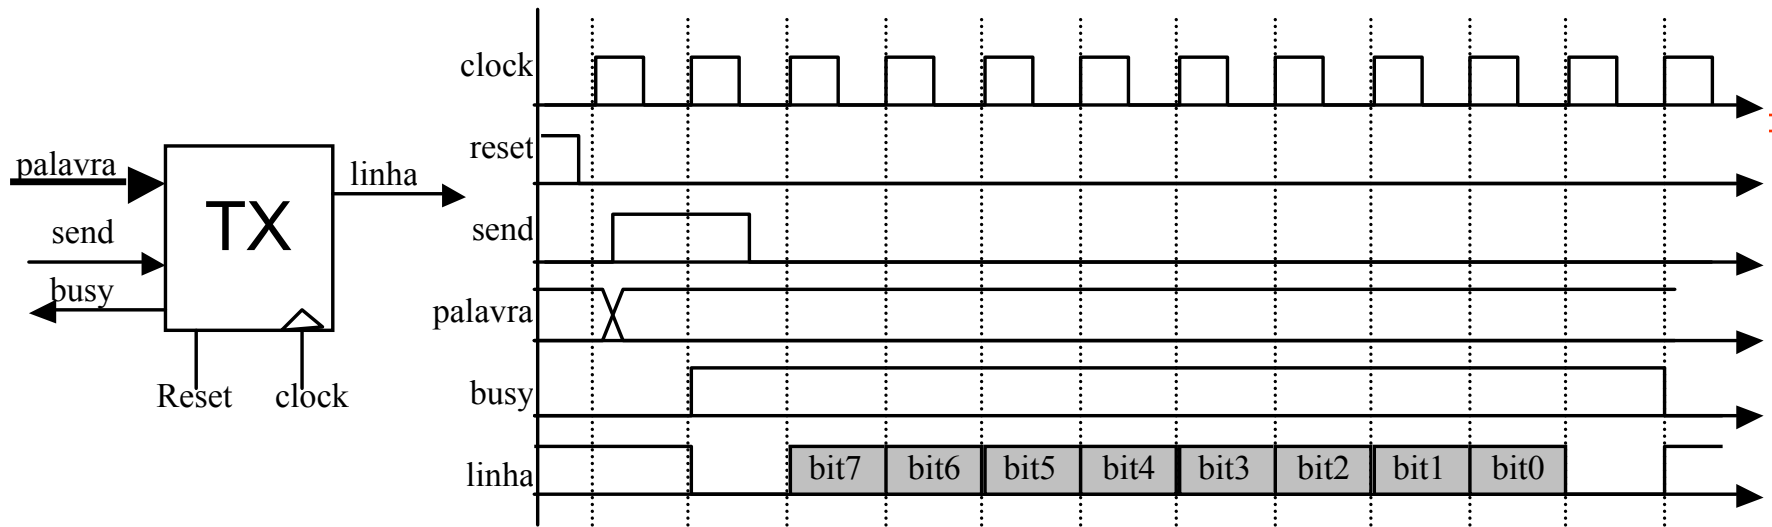 palavra
send
busy
TX
linha
Reset
clock
clock
reset
send
palavra
busy
linha
bit7 bit6 bit5 bit4 bit3 bit2 bit1 bit0